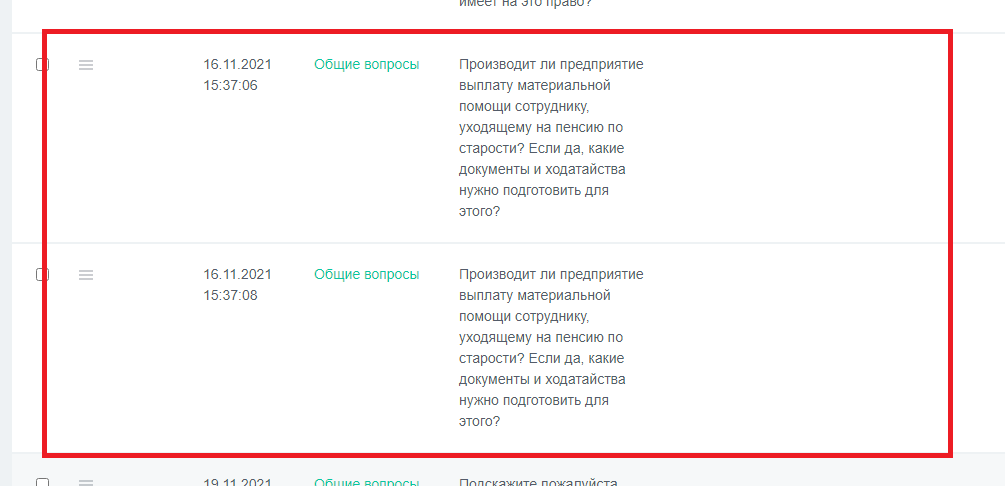 имеет на это право?
16.11.2021 Общие вопросы Производит ли предприятие
15:37:06 выплату материальной
помощи сотруднику,
уходящему на пенсию по
старости? Если да, какие
документы и ходатайства
нужно подготовить для
этого?
16.11.2021 Общие вопросы Производит ли предприятие
15:37:08 выплату материальной
помощи сотруднику,
уходящему на пенсию по
старости? Если да, какие
документы и ходатайства
нужно подготовить для
этого?
19.11.2021 Общие вопросы Подскажите пожалуйста